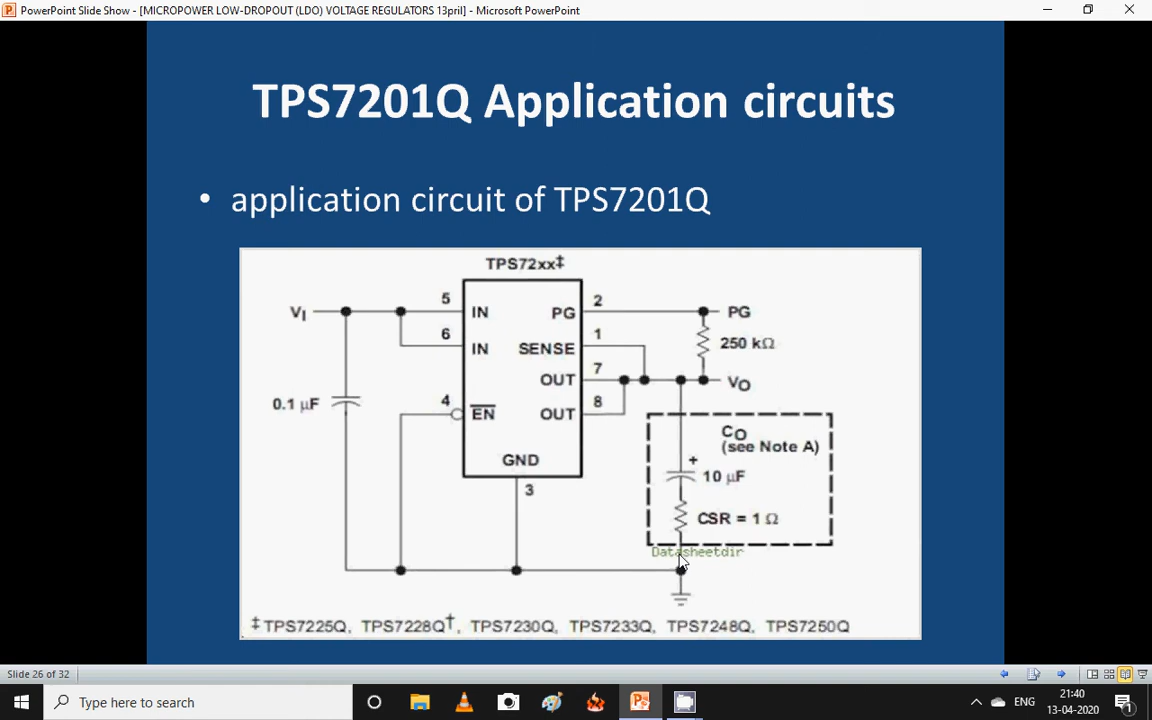 PowerPoint Slide Show - [MICROPOWER LOW-DROPOUT (LDO) VOLTAGE REGULATORS 13pril] - Microsoft PowerPoint
TPS7201Q Application circuits
• application circuit of TPS7201Q
TPS72xx‡
VI
5
IN
PG
2
PG
6
IN
SENSE
1
250 kΩ
OUT
7
VO
0.1 µF
4
EN
OUT
8
CO
(see Note A)
GND
+
10 µF
3
CSR = 1 Ω
Datasheetdir
‡TPS7225Q, TPS7228Q†, TPS7230Q, TPS7233Q, TPS7248Q, TPS7250Q
Slide 26 of 32
Type here to search
ENG
21:40
13-04-2020
1